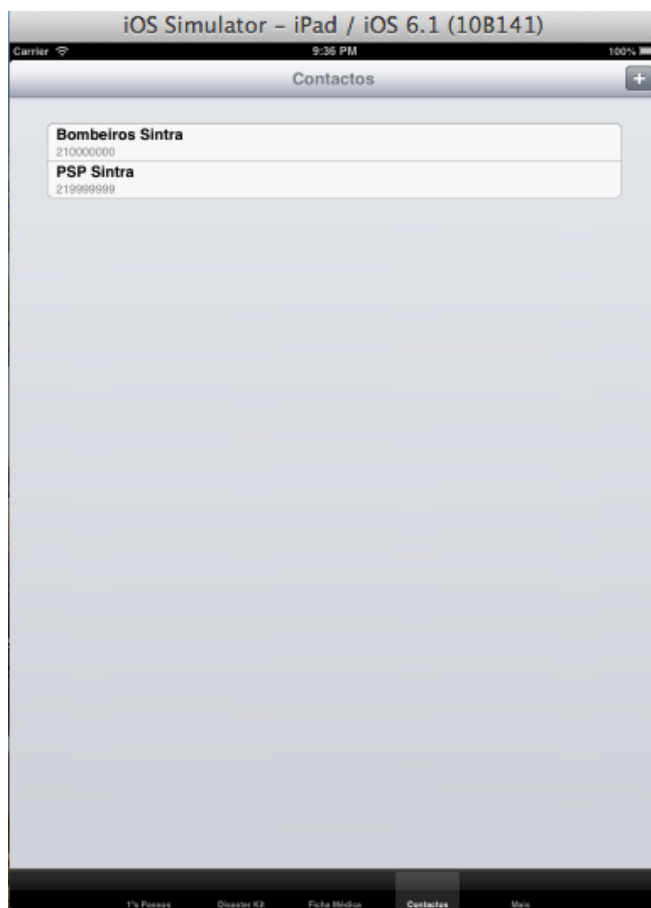 iOS Simulator – iPad / iOS 6.1 (10B141)
Carrier 9:36 PM 100%
Contactos +
Bombeiros Sintra
210000000
PSP Sintra
219999999
1ºs Passos Disaster Kit Ficha Médica Contactos Mais